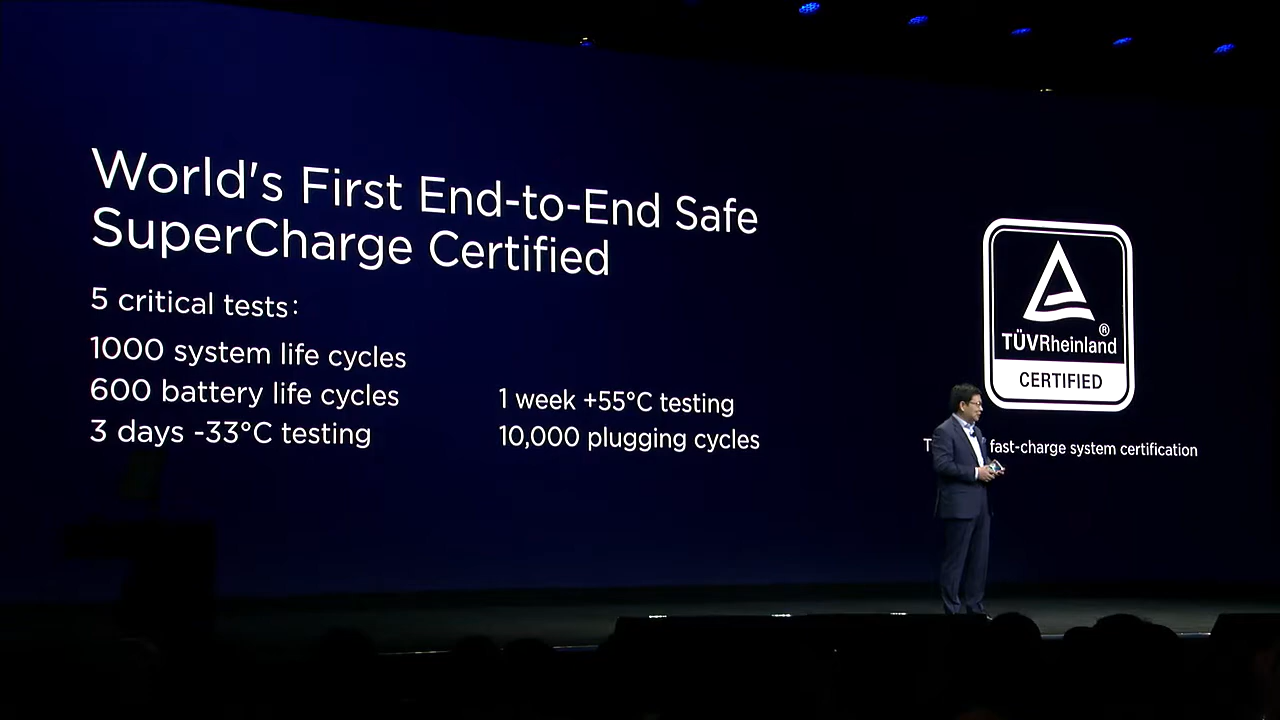 World's First End-to-End Safe
SuperCharge Certified
5 critical tests:
1000 system life cycles
600 battery life cycles
3 days -33°C testing
1 week +55°C testing
10,000 plugging cycles
TÜVRheinland®
CERTIFIED
fast-charge system certification